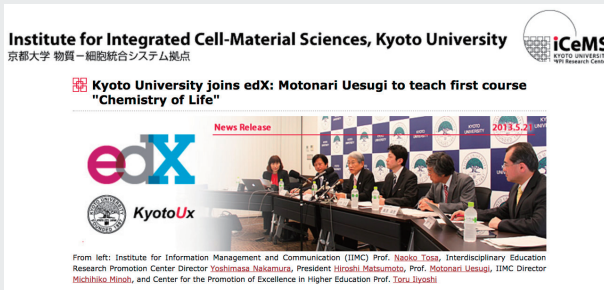 Institute for Integrated Cell-Material Sciences, Kyoto University
京都大学 物質－細胞統合システム拠点
iCeMS
KYOTO UNIVERSITY
WPI Research Center
Kyoto University joins edX: Motonari Uesugi to teach first course
"Chemistry of Life"
News Release
2013.5.21
edX
KyotoUx
From left: Institute for Information Management and Communication (IIMC) Prof. Naoko Tosa, Interdisciplinary Education
Research Promotion Center Director Yoshimasa Nakamura, President Hiroshi Matsumoto, Prof. Motonari Uesugi, IIMC Director
Michihiko Minoh, and Center for the Promotion of Excellence in Higher Education Prof. Toru Iiyoshi